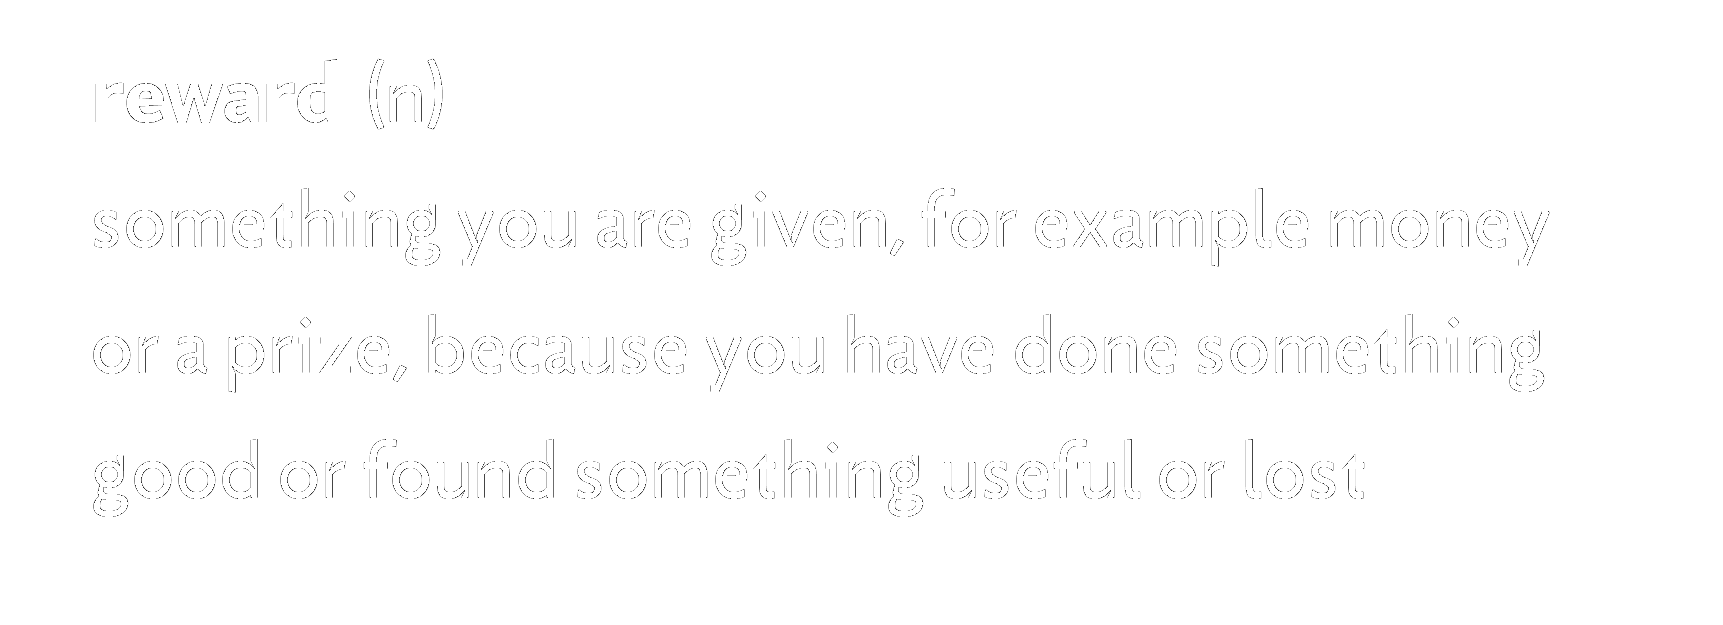 reward (n)
something you are given, for example money
or a prize, because you have done something
good or found something useful or lost